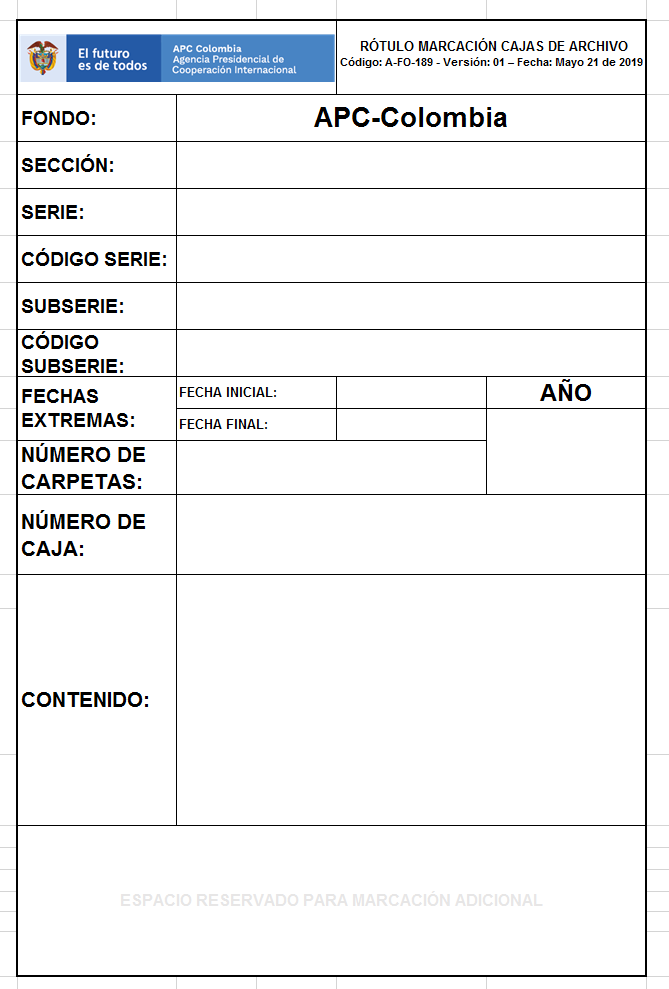 El futuro
es de todos
APC Colombia
Agencia Presidencial de
Cooperación Internacional
RÓTULO MARCACIÓN CAJAS DE ARCHIVO
Código: A-FO-189 - Versión: 01 – Fecha: Mayo 21 de 2019
FONDO:
APC-Colombia
SECCIÓN:
SERIE:
CÓDIGO SERIE:
SUBSERIE:
CÓDIGO
SUBSERIE:
FECHAS
EXTREMAS:
FECHA INICIAL:
AÑO
FECHA FINAL:
NÚMERO DE
CARPETAS:
NÚMERO DE
CAJA:
CONTENIDO:
ESPACIO RESERVADO PARA MARCACIÓN ADICIONAL